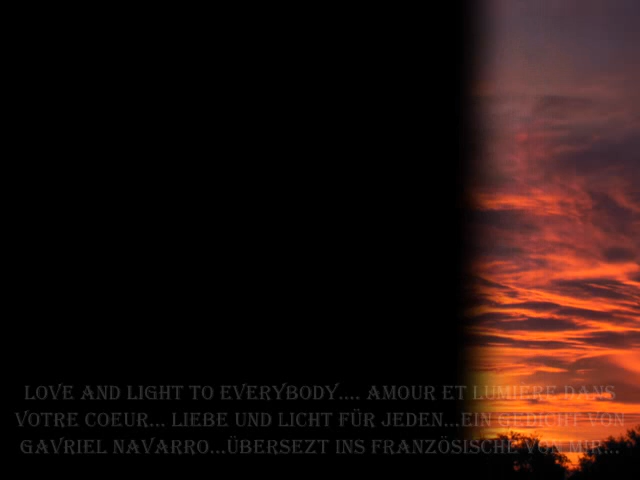 LOVE AND LIGHT TO EVERYBODY.... AMOUR ET LUMIERE DANS
VOTRE COEUR... LIEBE UND LICHT FÜR JEDEN...EIN GEDICHT VON
GAVRIEL NAVARRO...ÜBERSEZT INS FRANZÖSISCHE VON MIR...